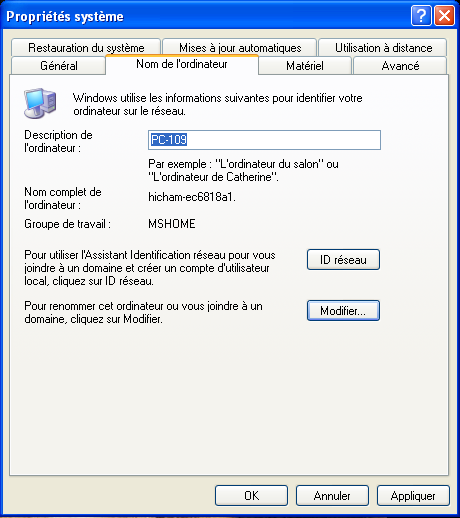 Propriétés système
Restauration du système Mises à jour automatiques Utilisation à distance
Général Nom de l'ordinateur Matériel Avancé
Windows utilise les informations suivantes pour identifier votre
ordinateur sur le réseau.
Description de
l'ordinateur :
PC-109
Par exemple : "L'ordinateur du salon" ou
"L'ordinateur de Catherine".
Nom complet de
l'ordinateur :
hicham-ec6818a1.
Groupe de travail : MSHOME
Pour utiliser l'Assistant Identification réseau pour vous
joindre à un domaine et créer un compte d'utilisateur
local, cliquez sur ID réseau.
ID réseau
Pour renommer cet ordinateur ou vous joindre à un
domaine, cliquez sur Modifier.
Modifier...
OK Annuler Appliquer